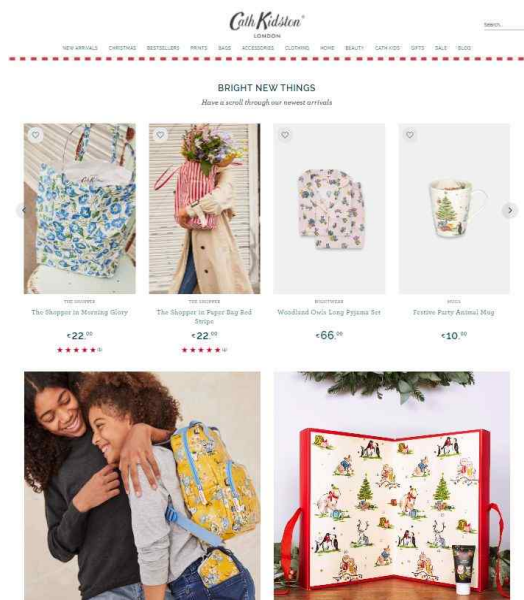 Cath Kidston®
LONDON
Search...
NEW ARRIVALS CHRISTMAS BESTSELLERS PRINTS BAGS ACCESSORIES CLOTHING HOME BEAUTY CATH KIDS GIFTS SALE BLOG
BRIGHT NEW THINGS
Have a scroll through our newest arrivals
THE SHOPPER
The Shopper in Morning Glory
€22.00
THE SHOPPER
The Shopper in Paper Bag Red
Stripe
€22.00
NIGHTWEAR
Woodland Owls Long Pyjama Set
€66.00
MUGS
Festive Party Animal Mug
€10.00